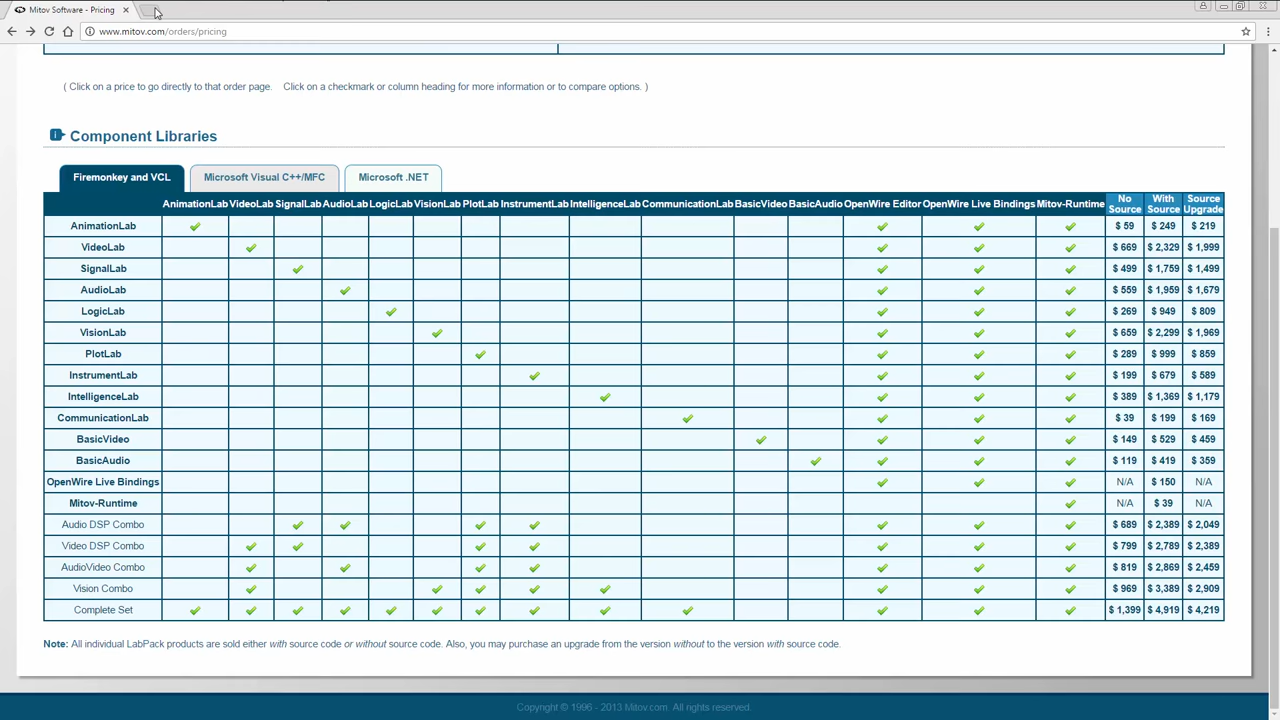 Mitov Software - Pricing
www.mitov.com/orders/pricing
( Click on a price to go directly to that order page. Click on a checkmark or column heading for more information or to compare options. )
Component Libraries
Firemonkey and VCL Microsoft Visual C++/MFC Microsoft .NET
AnimationLab VideoLab SignalLab AudioLab LogicLab VisionLab PlotLab InstrumentLab IntelligenceLab CommunicationLab BasicVideo BasicAudio OpenWire Editor OpenWire Live Bindings Mitov-Runtime No Source With Source Source Upgrade
AnimationLab $ 59 $ 249 $ 219
VideoLab $ 669 $ 2,329 $ 1,999
SignalLab $ 499 $ 1,759 $ 1,499
AudioLab $ 559 $ 1,959 $ 1,679
LogicLab $ 269 $ 949 $ 809
VisionLab $ 659 $ 2,299 $ 1,969
PlotLab $ 289 $ 999 $ 859
InstrumentLab $ 199 $ 679 $ 589
IntelligenceLab $ 389 $ 1,369 $ 1,179
CommunicationLab $ 39 $ 199 $ 169
BasicVideo $ 149 $ 529 $ 459
BasicAudio $ 119 $ 419 $ 359
OpenWire Live Bindings N/A $ 150 N/A
Mitov-Runtime N/A $ 39 N/A
Audio DSP Combo $ 689 $ 2,389 $ 2,049
Video DSP Combo $ 799 $ 2,789 $ 2,389
AudioVideo Combo $ 819 $ 2,869 $ 2,459
Vision Combo $ 969 $ 3,389 $ 2,909
Complete Set $ 1,399 $ 4,919 $ 4,219
Note: All individual LabPack products are sold either with source code or without source code. Also, you may purchase an upgrade from the version without to the version with source code.
Copyright © 1996 - 2013 Mitov.com. All rights reserved.